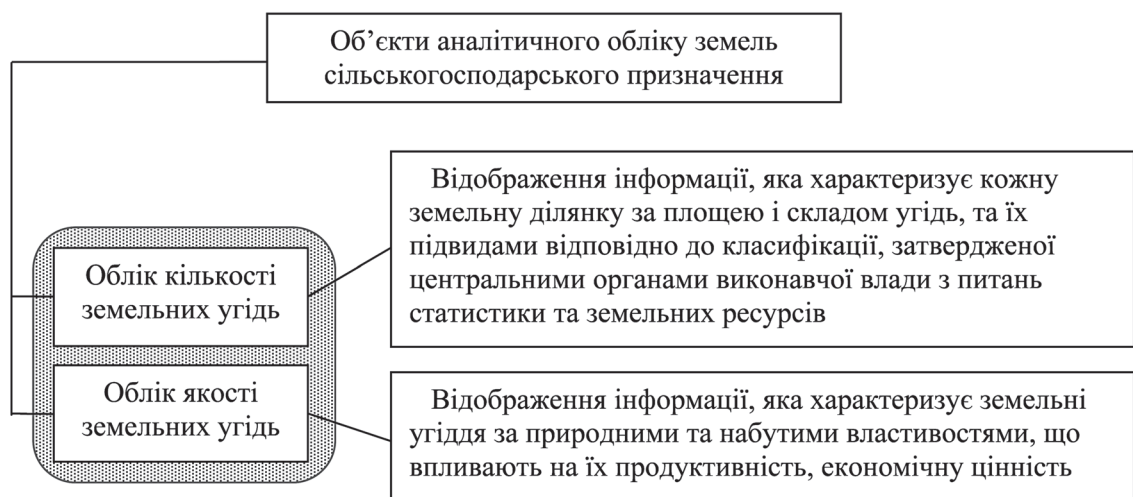 Об’єкти аналітичного обліку земель
сільськогосподарського призначення
Відображення інформації, яка характеризує кожну
земельну ділянку за площею і складом угідь, та їх
підвидами відповідно до класифікації, затвердженої
центральними органами виконавчої влади з питань
статистики та земельних ресурсів
Облік кількості
земельних угідь
Облік якості
земельних угідь
Відображення інформації, яка характеризує земельні
угіддя за природними та набутими властивостями, що
впливають на їх продуктивність, економічну цінність